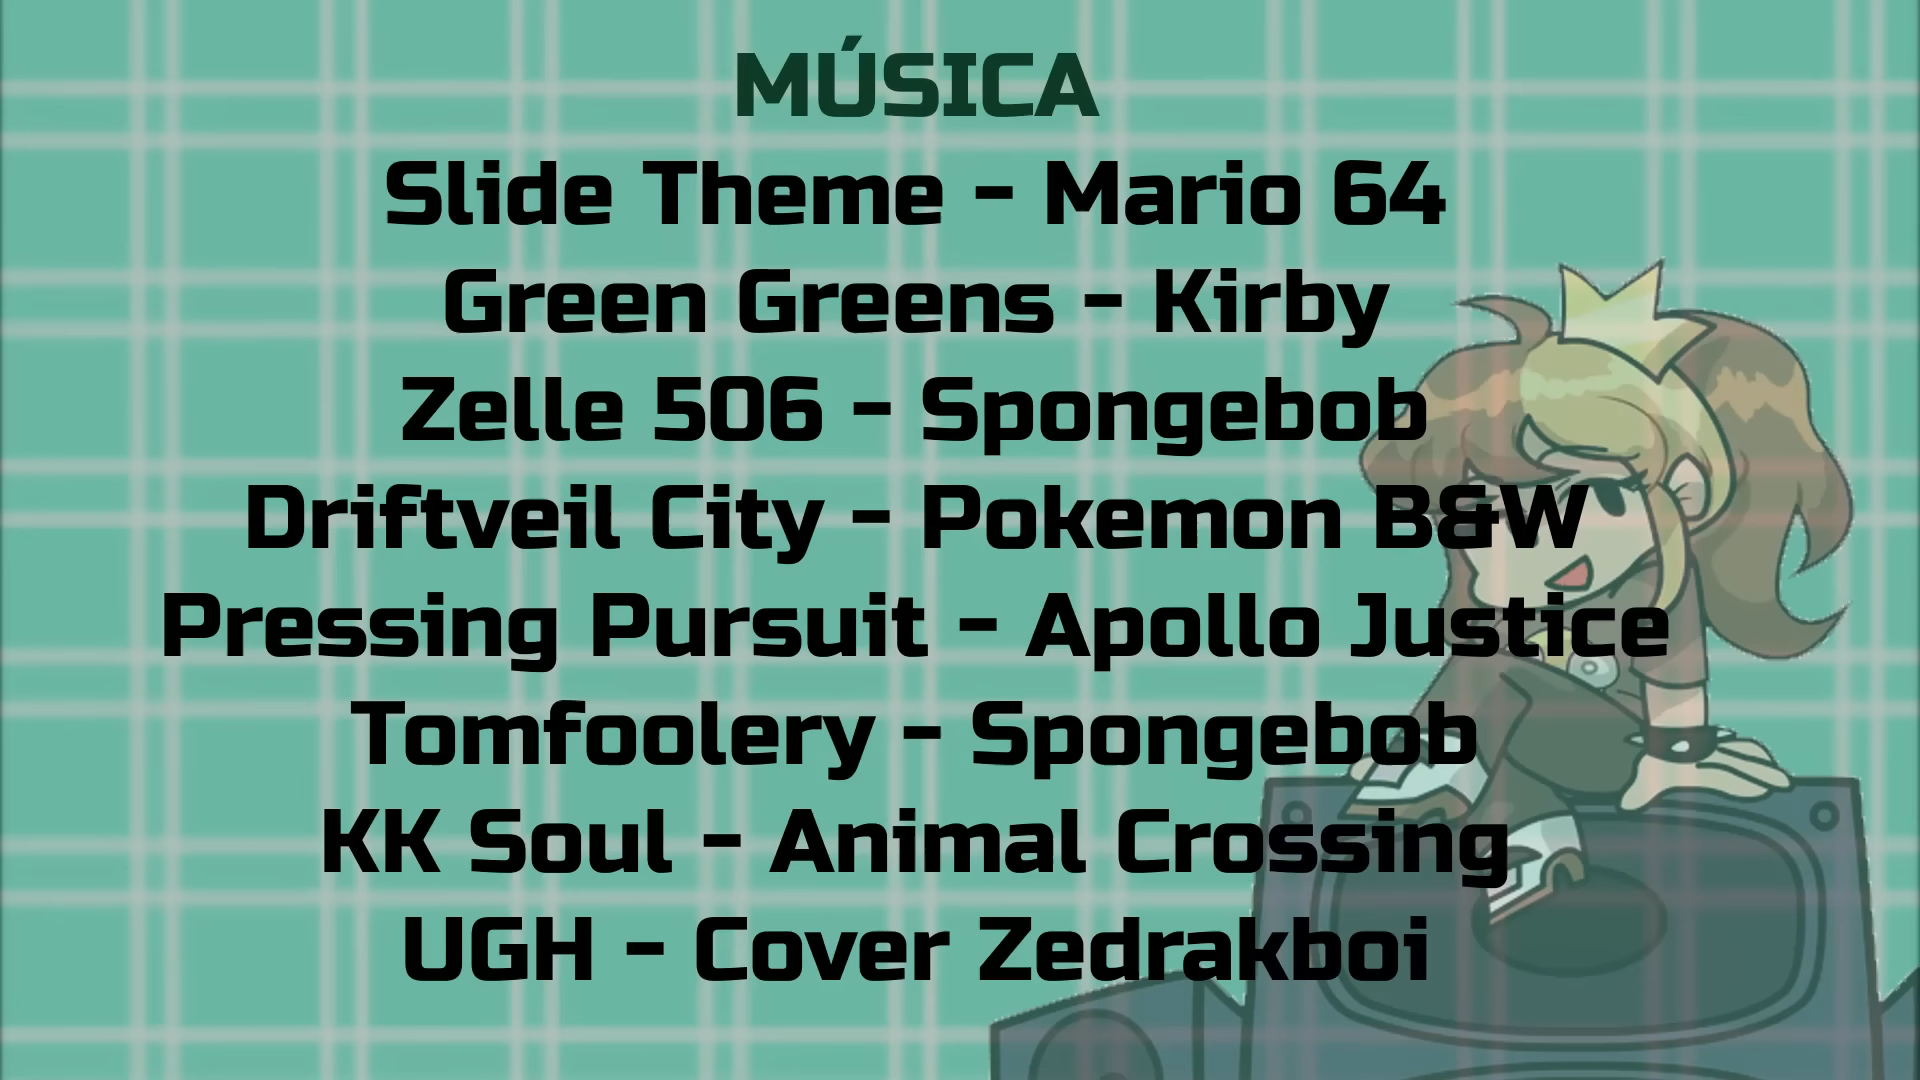 MÚSICA
Slide Theme - Mario 64
Green Greens - Kirby
Zelle 506 - Spongebob
Driftveil City - Pokemon B&W
Pressing Pursuit - Apollo Justice
Tomfoolery - Spongebob
KK Soul - Animal Crossing
UGH - Cover Zedrakboi